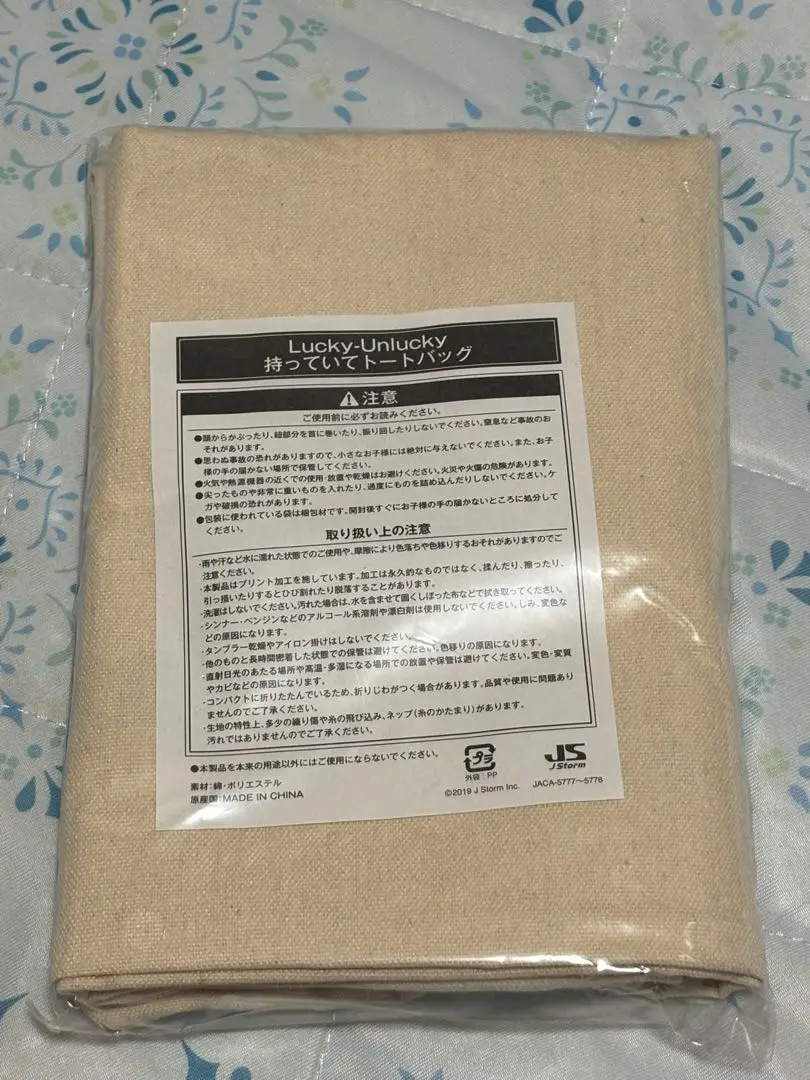 Lucky-Unlucky
持っていてトートバッグ
⚠注意
ご使用前に必ずお読みください。
●頭からかぶったり、紐部分を首に巻いたり、振り回したりしないでください。窒息など事故のお
それがあります。
●思わぬ事故の恐れがありますので、小さなお子様には絶対に与えないでください。また、お子
様の手の届かない場所で保管してください。
●火気や熱源機器の近くでの使用・放置や乾燥はお避けください。火災や火傷の危険があります。
●尖ったものや非常に重いものを入れたり、過度にものを詰め込んだりしないでください。ケ
ガや破損の恐れがあります。
●包装に使われている袋は梱包材です。開封後すぐにお子様の手の届かないところに処分して
ください。
取り扱い上の注意
・雨や汗など水に濡れた状態でのご使用や、摩擦により色落ちや色移りするおそれがありますのでご
注意ください。
・本製品はプリント加工を施しています。加工は永久的なものではなく、揉んだり、擦ったり、
引っ掻いたりするとひび割れたり脱落することがあります。
・洗濯はしないでください。汚れた場合は、水を含ませて固くしぼった布などで拭き取ってください。
・シンナー・ベンジンなどのアルコール系溶剤や漂白剤は使用しないでください。しみ、変色な
どの原因になります。
・タンブラー乾燥やアイロン掛けはしないでください。
・他のものと長時間密着した状態での保管は避けてください。色移りの原因になります。
・直射日光のあたる場所や高温・多湿になる場所での放置や保管は避けてください。変色・変質
やカビなどの原因になります。
・コンパクトに折りたたんでいるため、折りじわがつく場合があります。品質や使用に問題あり
ませんのでご了承ください。
・生地の特性上、多少の織り傷や糸の飛び込み、ネップ(糸のかたまり)があります。
汚れではありませんのでご了承ください。
●本製品を本来の用途以外にはご使用にならないでください。
素材:綿・ポリエステル
原産国:MADE IN CHINA
プラ
外袋:PP
JS
J Storm
©2019 J Storm Inc. JACA-5777〜5778